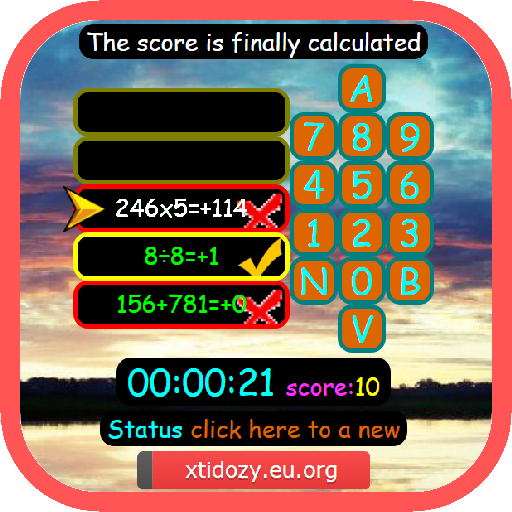 The score is finally calculated
A
7 8 9
246x5=+114
4 5 6
8÷8=+1
1 2 3
156+781=+0
N 0 B
V
00:00:21 score:10
Status click here to a new
xtidozy.eu.org